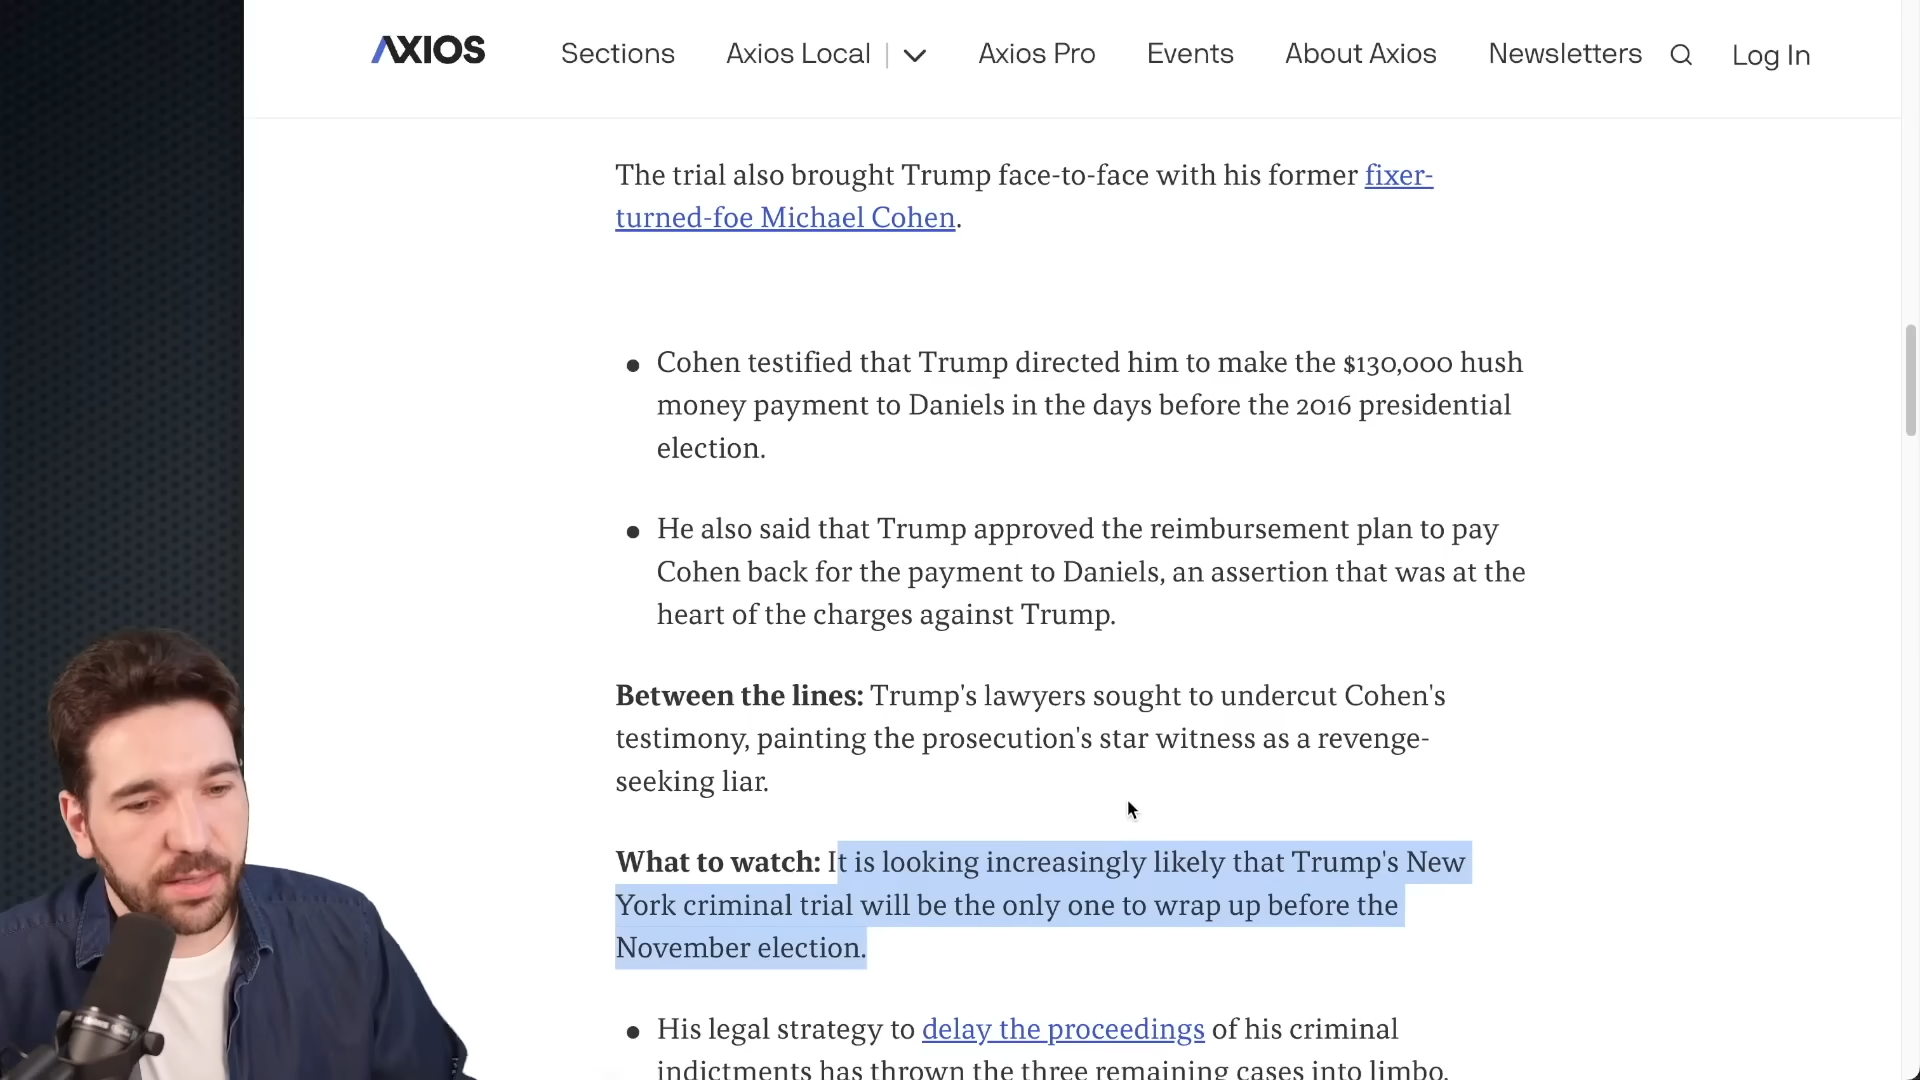 AXIOS Sections Axios Local | Axios Pro Events About Axios Newsletters Log In
The trial also brought Trump face-to-face with his former fixer-
turned-foe Michael Cohen.
• Cohen testified that Trump directed him to make the $130,000 hush
money payment to Daniels in the days before the 2016 presidential
election.
• He also said that Trump approved the reimbursement plan to pay
Cohen back for the payment to Daniels, an assertion that was at the
heart of the charges against Trump.
Between the lines: Trump's lawyers sought to undercut Cohen's
testimony, painting the prosecution's star witness as a revenge-
seeking liar.
What to watch: It is looking increasingly likely that Trump's New
York criminal trial will be the only one to wrap up before the
November election.
• His legal strategy to delay the proceedings of his criminal
indictments has thrown the three remaining cases into limbo.